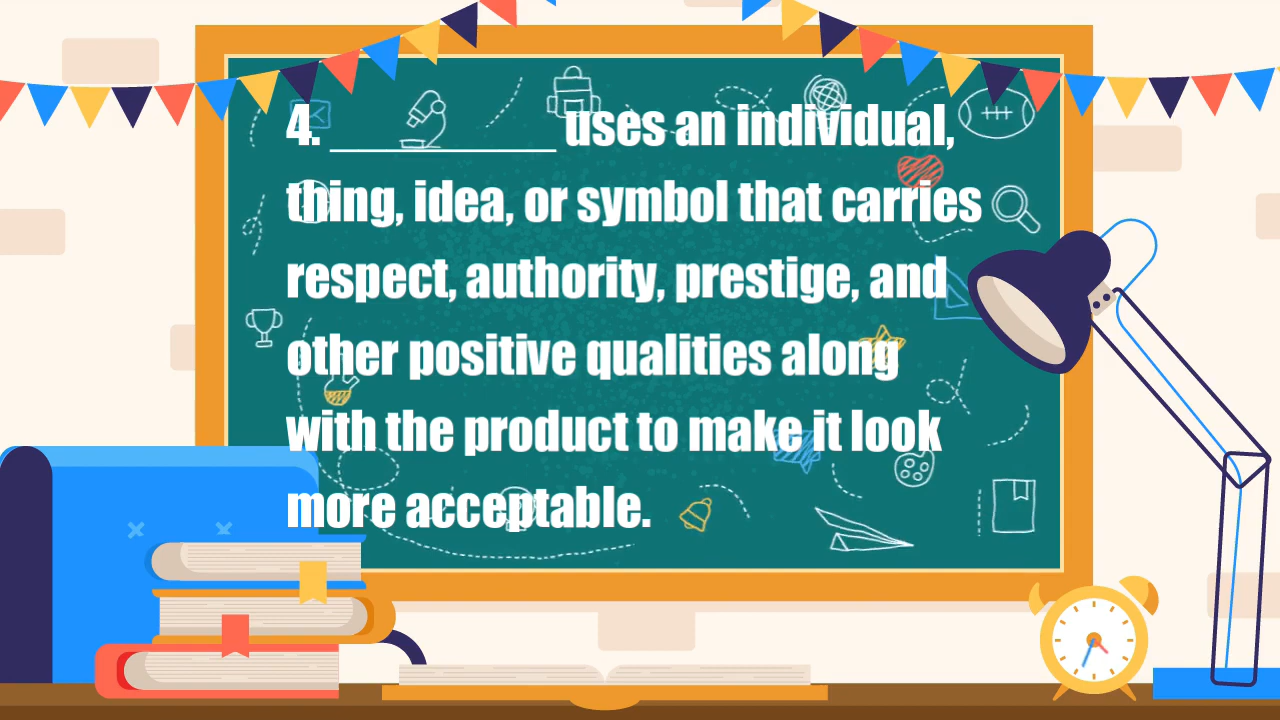 4. ____________ uses an individual,
thing, idea, or symbol that carries
respect, authority, prestige, and
other positive qualities along
with the product to make it look
more acceptable.